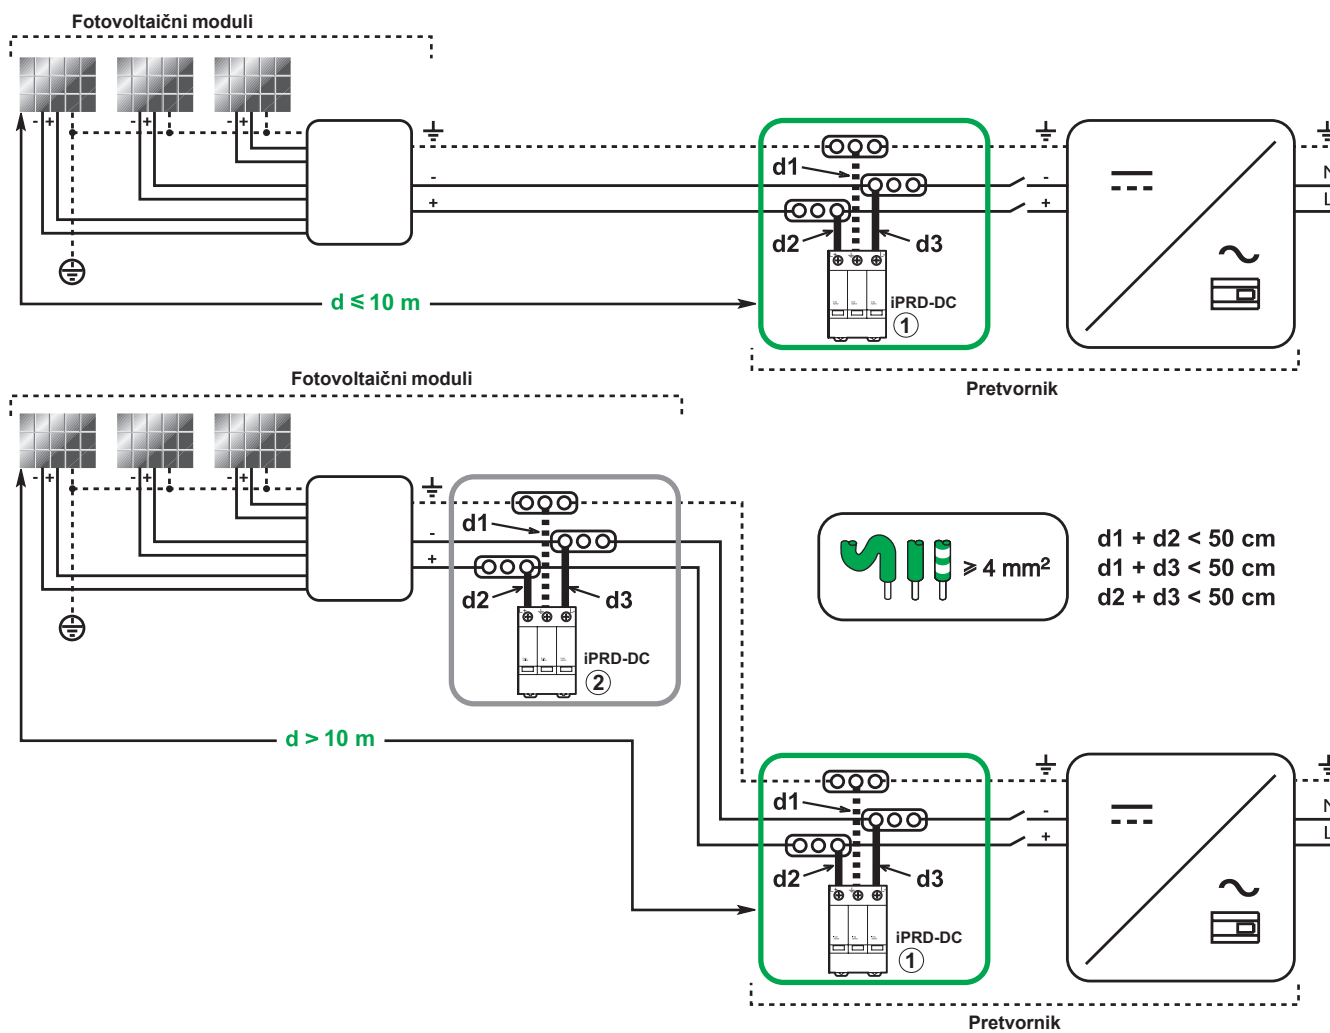 Fotovoltaični moduli
- + - + - +
d1
-
-
N
+
+
L
d2
d3
d ≤ 10 m
iPRD-DC
1
Pretvornik
Fotovoltaični moduli
- + - + - +
d1
-
+
d2
d3
iPRD-DC
2
≥ 4 mm²
d1 + d2 < 50 cm
d1 + d3 < 50 cm
d2 + d3 < 50 cm
d > 10 m
d1
-
N
+
L
d2
d3
iPRD-DC
1
Pretvornik